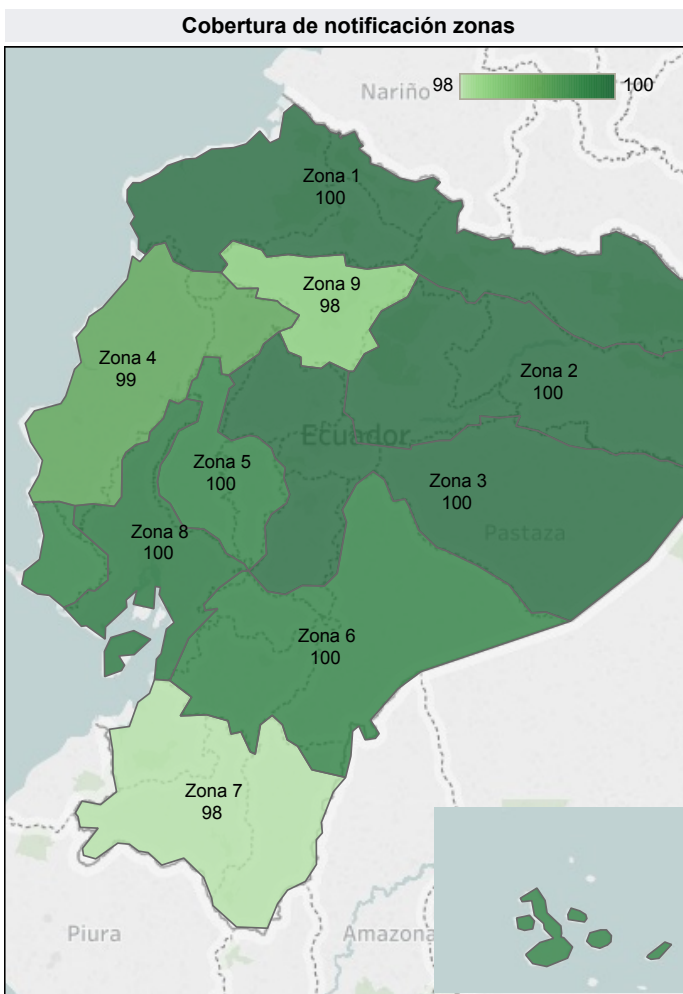 Cobertura de notificación zonas
98
100
Nariño
Zona 1
100
Zona 9
98
Zona 4
99
Zona 2
100
Ecuador
Zona 5
100
Zona 3
100
Zona 8
100
Pastaza
Zona 6
100
Zona 7
98
Piura
Amazona